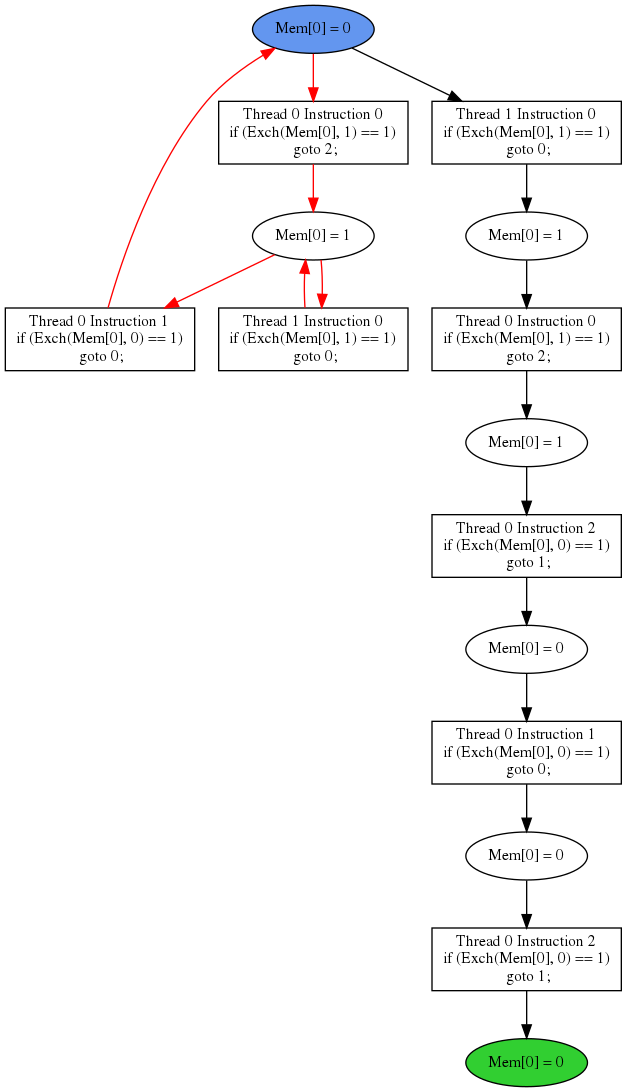 Mem[0] = 0
Thread 0 Instruction 0
if (Exch(Mem[0], 1) == 1)
goto 2;
Thread 1 Instruction 0
if (Exch(Mem[0], 1) == 1)
goto 0;
Mem[0] = 1
Mem[0] = 1
Thread 0 Instruction 1
if (Exch(Mem[0], 0) == 1)
goto 0;
Thread 1 Instruction 0
if (Exch(Mem[0], 1) == 1)
goto 0;
Thread 0 Instruction 0
if (Exch(Mem[0], 1) == 1)
goto 2;
Mem[0] = 1
Thread 0 Instruction 2
if (Exch(Mem[0], 0) == 1)
goto 1;
Mem[0] = 0
Thread 0 Instruction 1
if (Exch(Mem[0], 0) == 1)
goto 0;
Mem[0] = 0
Thread 0 Instruction 2
if (Exch(Mem[0], 0) == 1)
goto 1;
Mem[0] = 0